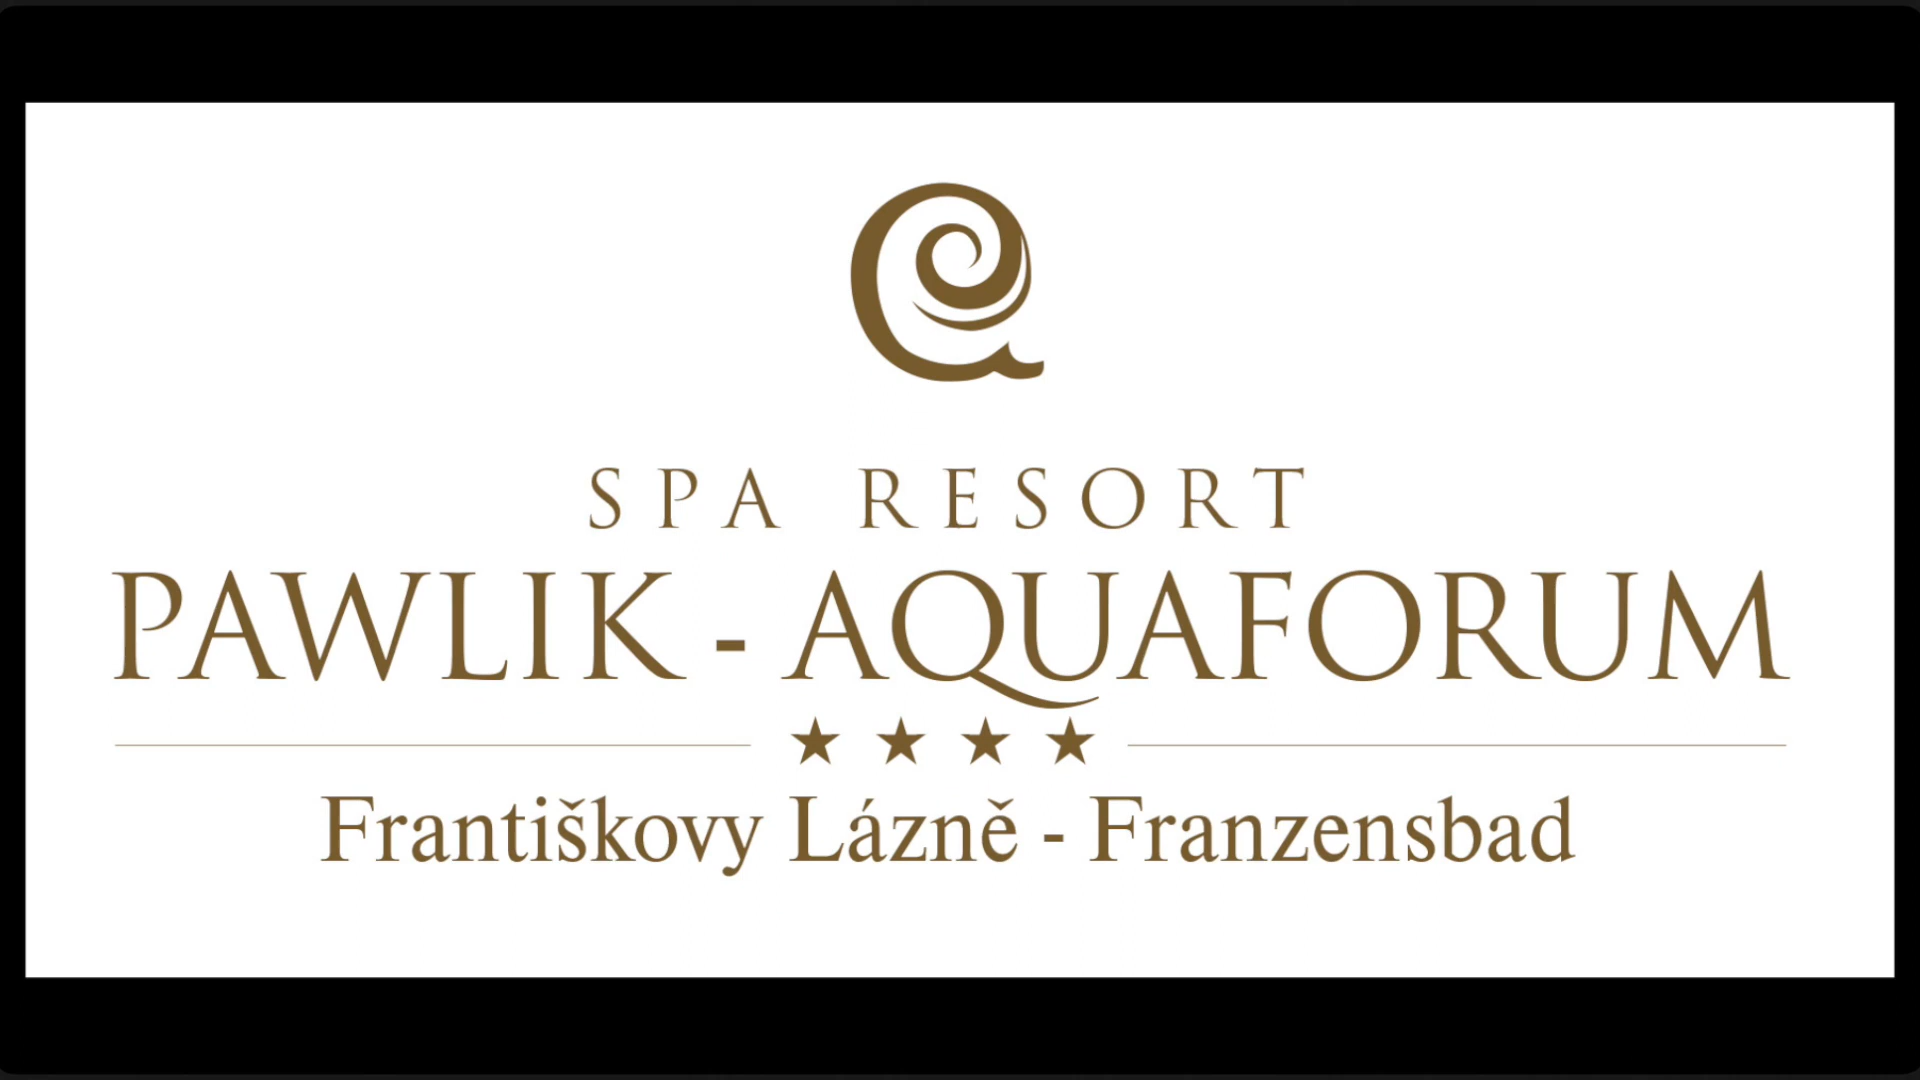 SPA RESORT
PAWLIK - AQUAFORUM
★ ★ ★ ★
Františkovy Lázně - Franzensbad